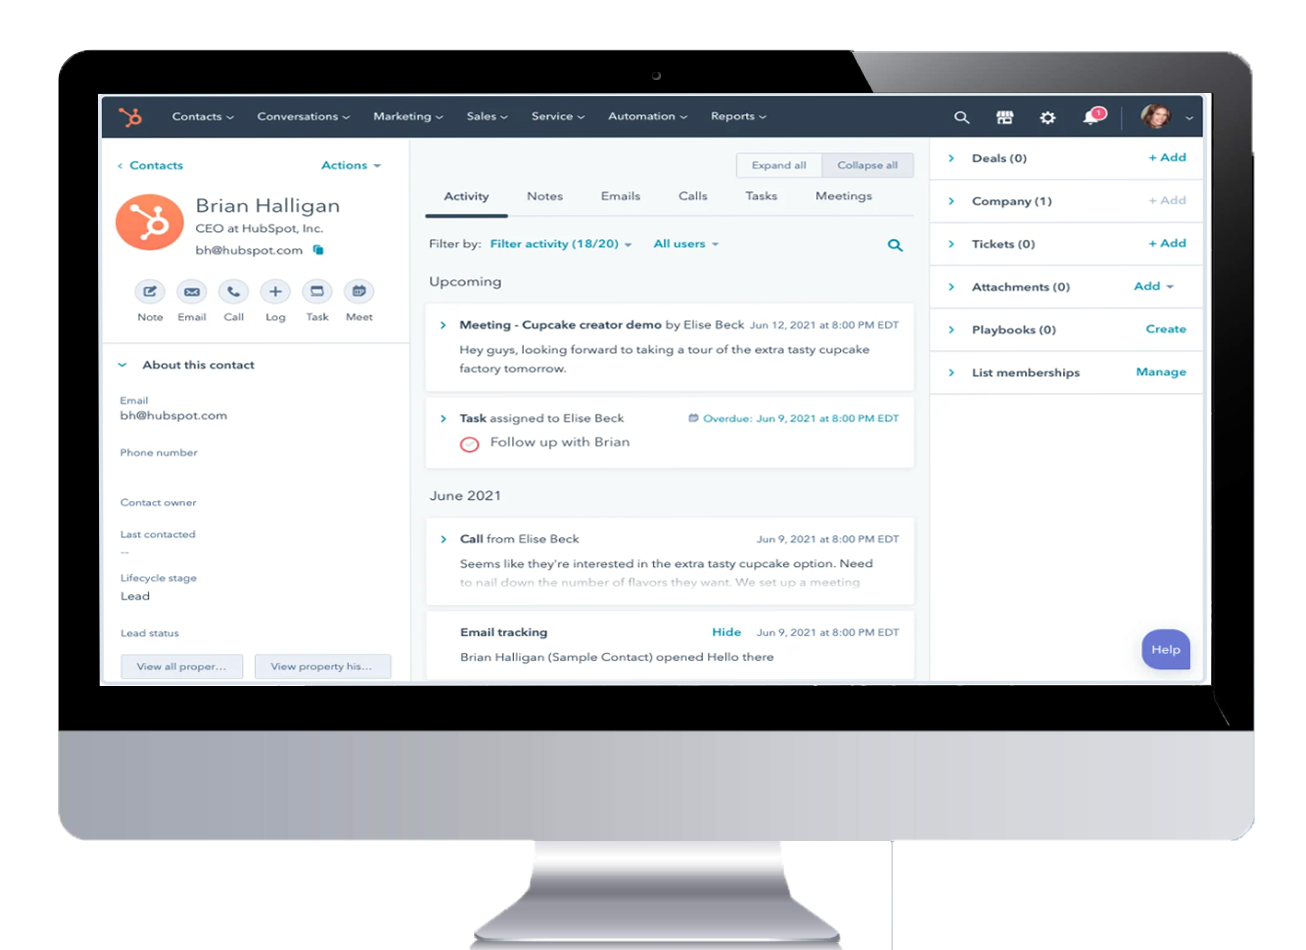 Contacts Conversations Marketing Sales Service Automation Reports 1
Contacts Actions
Brian Halligan
CEO at HubSpot, Inc.
bh@hubspot.com
Note Email Call Log Task Meet
About this contact
Email
bh@hubspot.com
Phone number
Contact owner
Last contacted
--
Lifecycle stage
Lead
Lead status
View all proper... View property his...
Expand all Collapse all
Activity Notes Emails Calls Tasks Meetings
Filter by: Filter activity (18/20) All users
Upcoming
Meeting - Cupcake creator demo by Elise Beck Jun 12, 2021 at 8:00 PM EDT
Hey guys, looking forward to taking a tour of the extra tasty cupcake
factory tomorrow.
Task assigned to Elise Beck Overdue: Jun 9, 2021 at 8:00 PM EDT
Follow up with Brian
June 2021
Call from Elise Beck Jun 9, 2021 at 8:00 PM EDT
Seems like they're interested in the extra tasty cupcake option. Need
to nail down the number of flavors they want. We set up a meeting
Email tracking Hide Jun 9, 2021 at 8:00 PM EDT
Brian Halligan (Sample Contact) opened Hello there
Deals (0) + Add
Company (1) + Add
Tickets (0) + Add
Attachments (0) Add
Playbooks (0) Create
List memberships Manage
Help